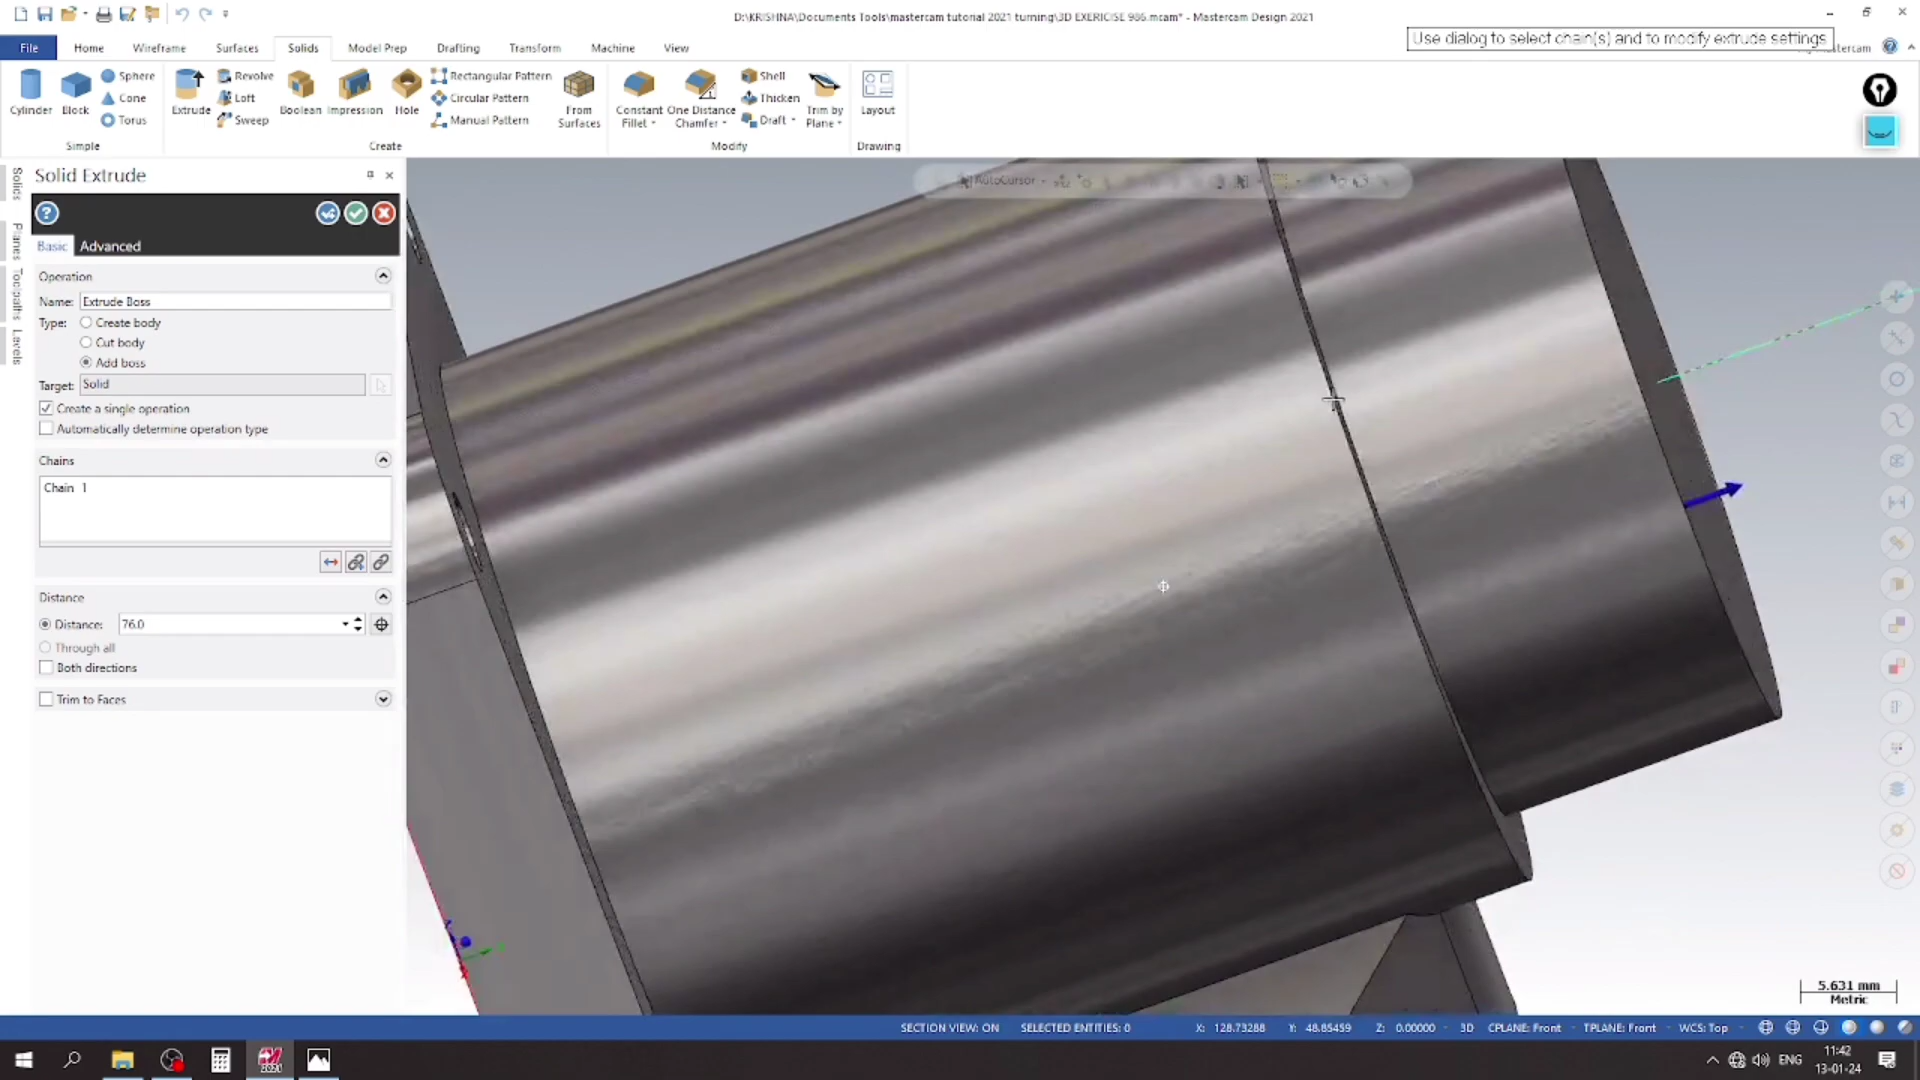 D:\KRISHNA\Documents Tools\mastercam tutorial 2021 turning\3D EXERICISE 986.mcam* - Mastercam Design 2021
File Home Wireframe Surfaces Solids Model Prep Drafting Transform Machine View
Use dialog to select chain(s) and to modify extrude settings
Mastercam
Cylinder Block Sphere Cone Torus
Simple
Extrude Revolve Loft Sweep Boolean Impression Hole Rectangular Pattern Circular Pattern Manual Pattern From Surfaces
Create
Constant Fillet One Distance Chamfer Shell Thicken Draft Trim by Plane
Modify
Layout
Drawing
Solids
Planes
Toolpaths
Levels
Solid Extrude
Basic Advanced
Operation
Name: Extrude Boss
Type: Create body
Cut body
Add boss
Target: Solid
Create a single operation
Automatically determine operation type
Chains
Chain 1
Distance
Distance: 76.0
Through all
Both directions
Trim to Faces
AutoCursor
5.631 mm
Metric
SECTION VIEW: ON SELECTED ENTITIES: 0 X: 128.73288 Y: 48.85459 Z: 0.00000 3D CPLANE: Front TPLANE: Front WCS: Top
ENG
11:42
13-01-24